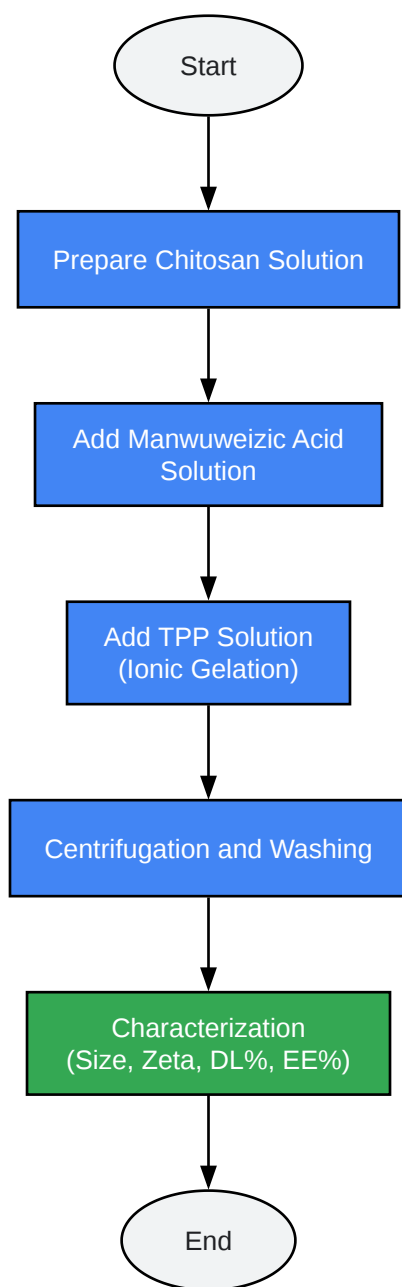 Start
Prepare Chitosan Solution
Add Manwuweizic Acid
Solution
Add TPP Solution
(Ionic Gelation)
Centrifugation and Washing
Characterization
(Size, Zeta, DL%, EE%)
End